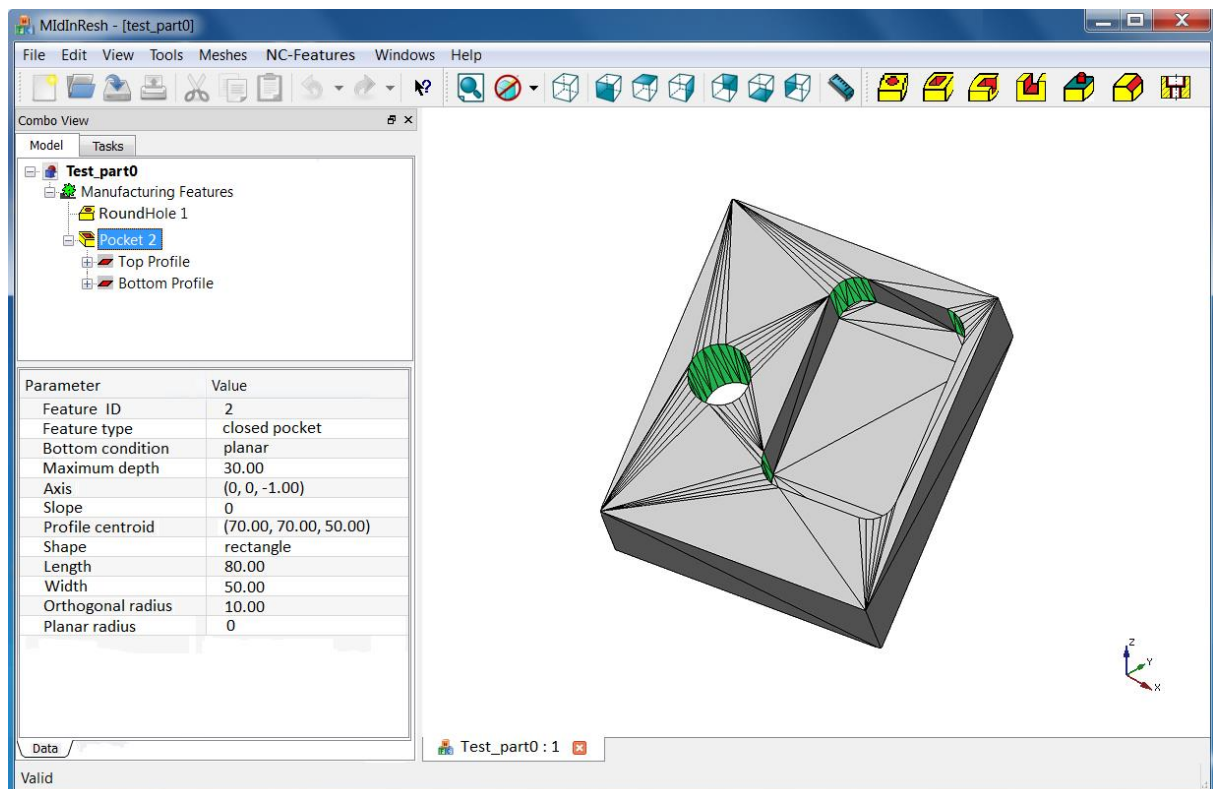 MIdInResh - [test_part0]
File Edit View Tools Meshes NC-Features Windows Help
Combo View
Model Tasks
Test_part0
Manufacturing Features
RoundHole 1
Pocket 2
Top Profile
Bottom Profile
Parameter Value
Feature ID 2
Feature type closed pocket
Bottom condition planar
Maximum depth 30.00
Axis (0, 0, -1.00)
Slope 0
Profile centroid (70.00, 70.00, 50.00)
Shape rectangle
Length 80.00
Width 50.00
Orthogonal radius 10.00
Planar radius 0
Z
Y
X
Data
Test_part0 : 1
Valid